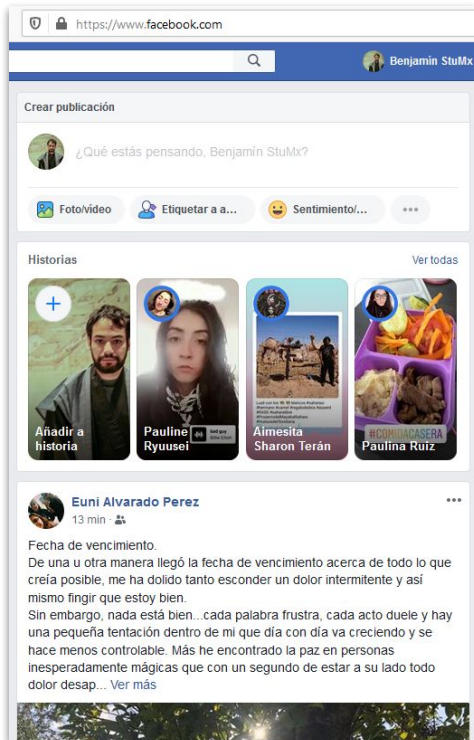 https://www.facebook.com
Benjamin StuMx
Crear publicación
¿Qué estás pensando, Benjamín StuMx?
Foto/video
Etiquetar a a...
Sentimiento/...
Historias
Ver todas
Añadir a
historia
Pauline
Ryuusei
bad guy
Billie Eilish
Aimesita
Sharon Terán
#COMIDACASERA
Paulina Ruiz
Euni Alvarado Perez
13 min ·
Fecha de vencimiento.
De una u otra manera llegó la fecha de vencimiento acerca de todo lo que
creía posible, me ha dolido tanto esconder un dolor intermitente y así
mismo fingir que estoy bien.
Sin embargo, nada está bien...cada palabra frustra, cada acto duele y hay
una pequeña tentación dentro de mi que día con día va creciendo y se
hace menos controlable. Más he encontrado la paz en personas
inesperadamente mágicas que con un segundo de estar a su lado todo
dolor desap... Ver más